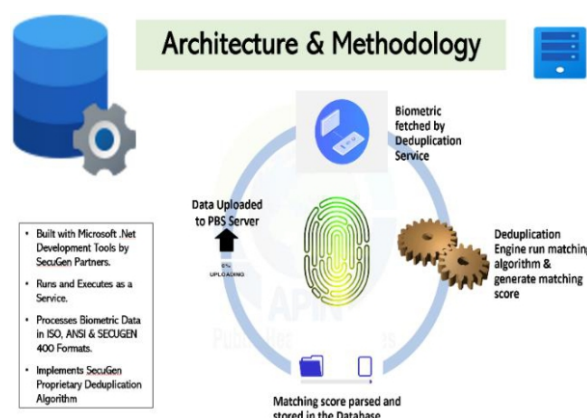 Architecture & Methodology
Biometric
fetched by
Deduplication
Service
Data Uploaded
to PBS Server
UPLOADING
Deduplication
Engine run matching
algorithm &
generate matching
score
• Built with Microsoft .Net
Development Tools by
SecuGen Partners.
• Runs and Executes as a
Service.
• Processes Biometric Data
in ISO, ANSI & SECUGEN
400 Formats.
• Implements SecuGen
Proprietary Deduplication
Algorithm
APIN
Matching score parsed and
stored in the Database